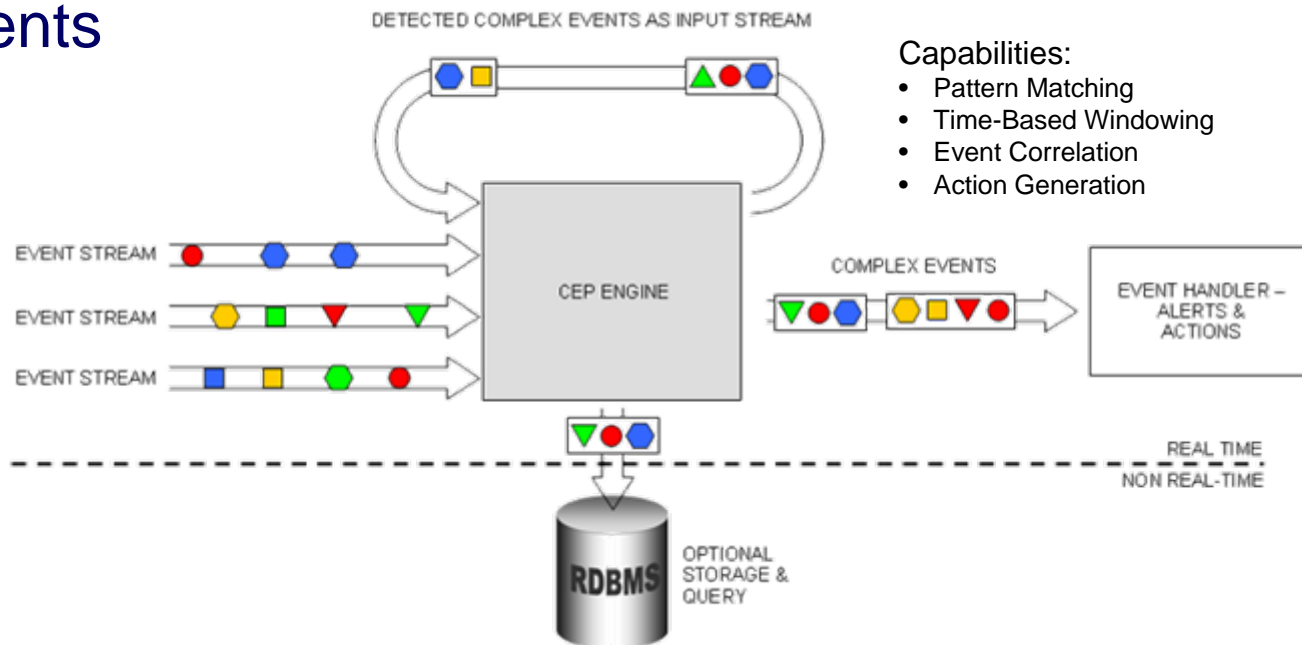 ents
DETECTED COMPLEX EVENTS AS INPUT STREAM
Capabilities:
• Pattern Matching
• Time-Based Windowing
• Event Correlation
• Action Generation
EVENT STREAM
EVENT STREAM
EVENT STREAM
CEP ENGINE
COMPLEX EVENTS
EVENT HANDLER –
ALERTS &
ACTIONS
REAL TIME
NON REAL-TIME
RDBMS
OPTIONAL
STORAGE &
QUERY